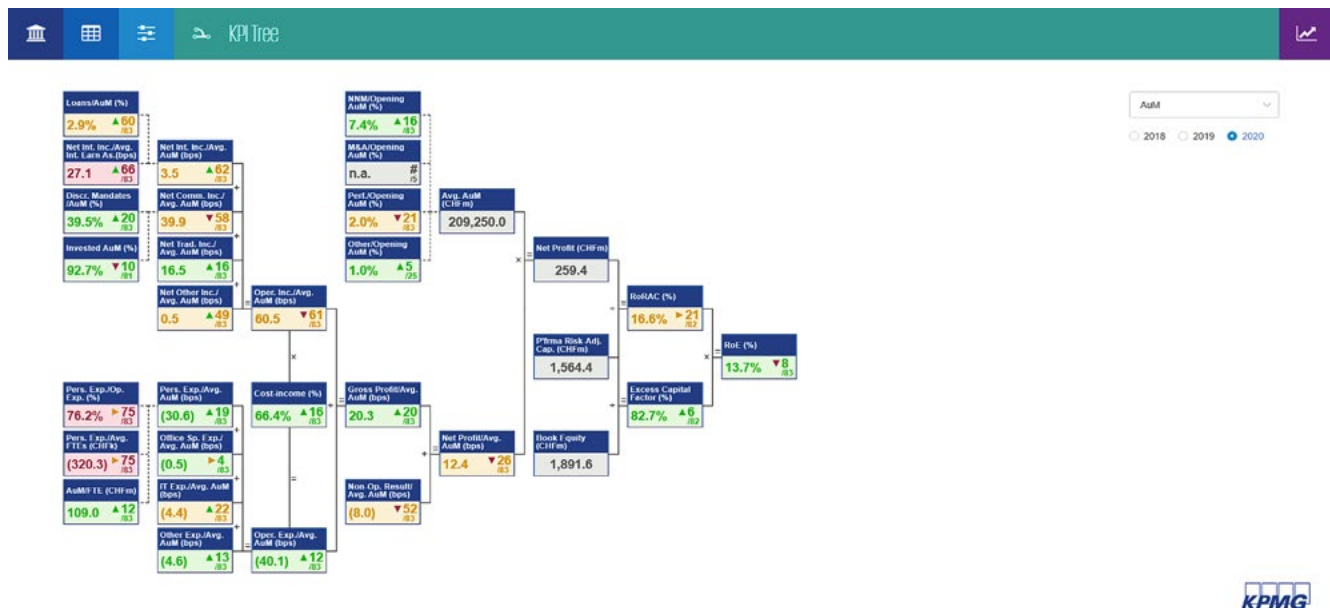 KPI Tree
AuM
2018
2019
2020
Loans/AuM (%)
2.9% ▲60
/83
Net Int. Inc./Avg.
Int. Earn As.(bps)
27.1 ▲66
/83
Discr. Mandates
/AuM (%)
39.5% ▲20
/83
Invested AuM (%)
92.7% ▼10
/81
Net Int. Inc./Avg.
AuM (bps)
3.5 ▲62
/83
+
Net Comm. Inc./
Avg. AuM (bps)
39.9 ▼58
/83
+
Net Trad. Inc./
Avg. AuM (bps)
16.5 ▲16
/83
+
Net Other Inc./
Avg. AuM (bps)
0.5 ▲49
/83
=
Oper. Inc./Avg.
AuM (bps)
60.5 ▼61
/83
x
Cost-income (%)
66.4% ▲16
/83
=
Pers. Exp./Op.
Exp. (%)
76.2% ►75
/83
Pers. Exp./Avg.
FTEs (CHFk)
(320.3) ►75
/83
AuM/FTE (CHFm)
109.0 ▲12
/83
Pers. Exp./Avg.
AuM (bps)
(30.6) ▲19
/83
+
Office Sp. Exp./
Avg. AuM (bps)
(0.5) ►4
/83
+
IT Exp./Avg. AuM
(bps)
(4.4) ▲22
/83
+
Other Exp./Avg.
AuM (bps)
(4.6) ▲13
/83
=
Oper. Exp./Avg.
AuM (bps)
(40.1) ▲12
/83
NNM/Opening
AuM (%)
7.4% ▲16
/83
M&A/Opening
AuM (%)
n.a. #
/5
Perf./Opening
AuM (%)
2.0% ▼21
/83
Other/Opening
AuM (%)
1.0% ▲5
/25
Avg. AuM
(CHFm)
209,250.0
Gross Profit/Avg.
AuM (bps)
20.3 ▲20
/83
Non-Op. Result/
Avg. AuM (bps)
(8.0) ▼52
/83
+
=
Net Profit/Avg.
AuM (bps)
12.4 ▼26
/83
x
=
Net Profit (CHFm)
259.4
P'frma Risk Adj.
Cap. (CHFm)
1,564.4
Book Equity
(CHFm)
1,891.6
÷
=
RoRAC (%)
16.6% ►21
/82
÷
=
Excess Capital
Factor (%)
82.7% ▲6
/82
x
=
RoE (%)
13.7% ▼8
/83
KPMG